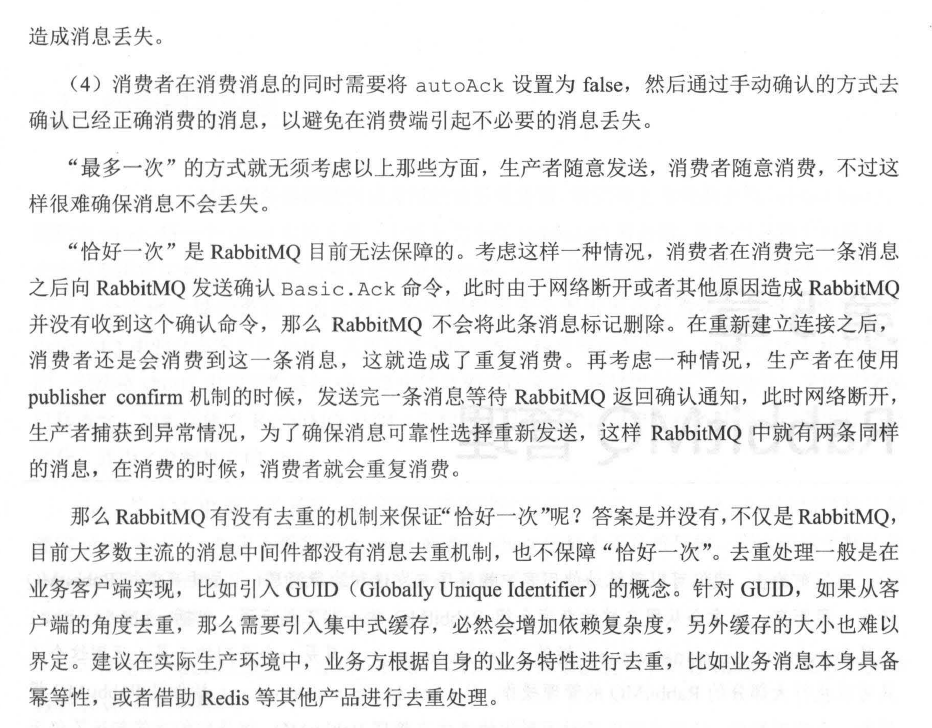 造成消息丢失。
（4）消费者在消费消息的同时需要将 autoAck 设置为 false，然后通过手动确认的方式去
确认已经正确消费的消息，以避免在消费端引起不必要的消息丢失。
“最多一次”的方式就无须考虑以上那些方面，生产者随意发送，消费者随意消费，不过这
样很难确保消息不会丢失。
“恰好一次”是 RabbitMQ 目前无法保障的。考虑这样一种情况，消费者在消费完一条消息
之后向 RabbitMQ 发送确认 Basic.Ack 命令，此时由于网络断开或者其他原因造成 RabbitMQ
并没有收到这个确认命令，那么 RabbitMQ 不会将此条消息标记删除。在重新建立连接之后，
消费者还是会消费到这一条消息，这就造成了重复消费。再考虑一种情况，生产者在使用
publisher confirm 机制的时候，发送完一条消息等待 RabbitMQ 返回确认通知，此时网络断开，
生产者捕获到异常情况，为了确保消息可靠性选择重新发送，这样 RabbitMQ 中就有两条同样
的消息，在消费的时候，消费者就会重复消费。
那么 RabbitMQ 有没有去重的机制来保证“恰好一次”呢？答案是并没有，不仅是 RabbitMQ，
目前大多数主流的消息中间件都没有消息去重机制，也不保障“恰好一次”。去重处理一般是在
业务客户端实现，比如引入 GUID（Globally Unique Identifier）的概念。针对 GUID，如果从客
户端的角度去重，那么需要引入集中式缓存，必然会增加依赖复杂度，另外缓存的大小也难以
界定。建议在实际生产环境中，业务方根据自身的业务特性进行去重，比如业务消息本身具备
幂等性，或者借助 Redis 等其他产品进行去重处理。